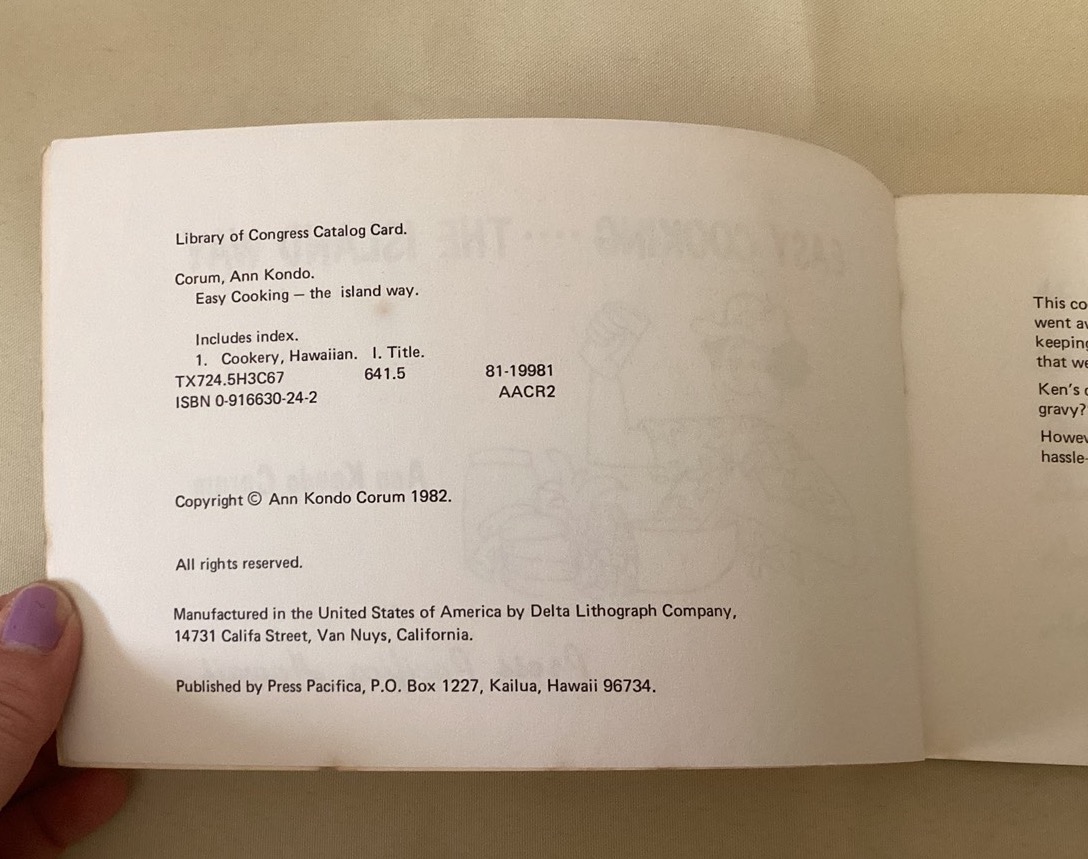 Library of Congress Catalog Card.
Corum, Ann Kondo.
Easy Cooking — the island way.
Includes index.
1. Cookery, Hawaiian. I. Title.
TX724.5H3C67 641.5 81-19981
ISBN 0-916630-24-2 AACR2
Copyright © Ann Kondo Corum 1982.
All rights reserved.
Manufactured in the United States of America by Delta Lithograph Company,
14731 Califa Street, Van Nuys, California.
Published by Press Pacifica, P.O. Box 1227, Kailua, Hawaii 96734.
This co
went
keeping
that we
Ken's
gravy?
Howev
hassle-